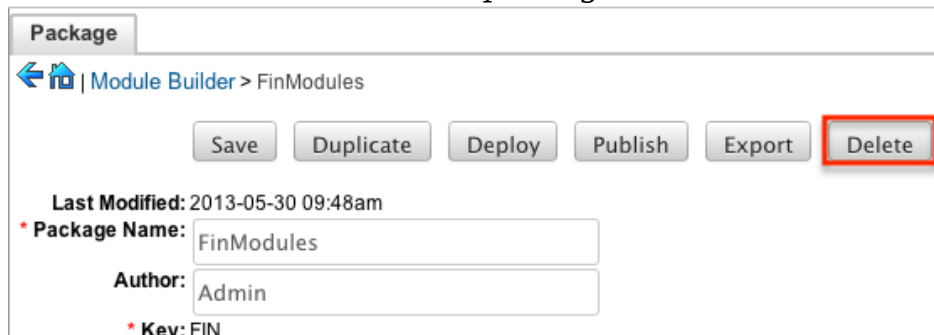 Package
| Module Builder > FinModules
Save Duplicate Deploy Publish Export Delete
Last Modified: 2013-05-30 09:48am
* Package Name: FinModules
Author: Admin
* Key: FIN